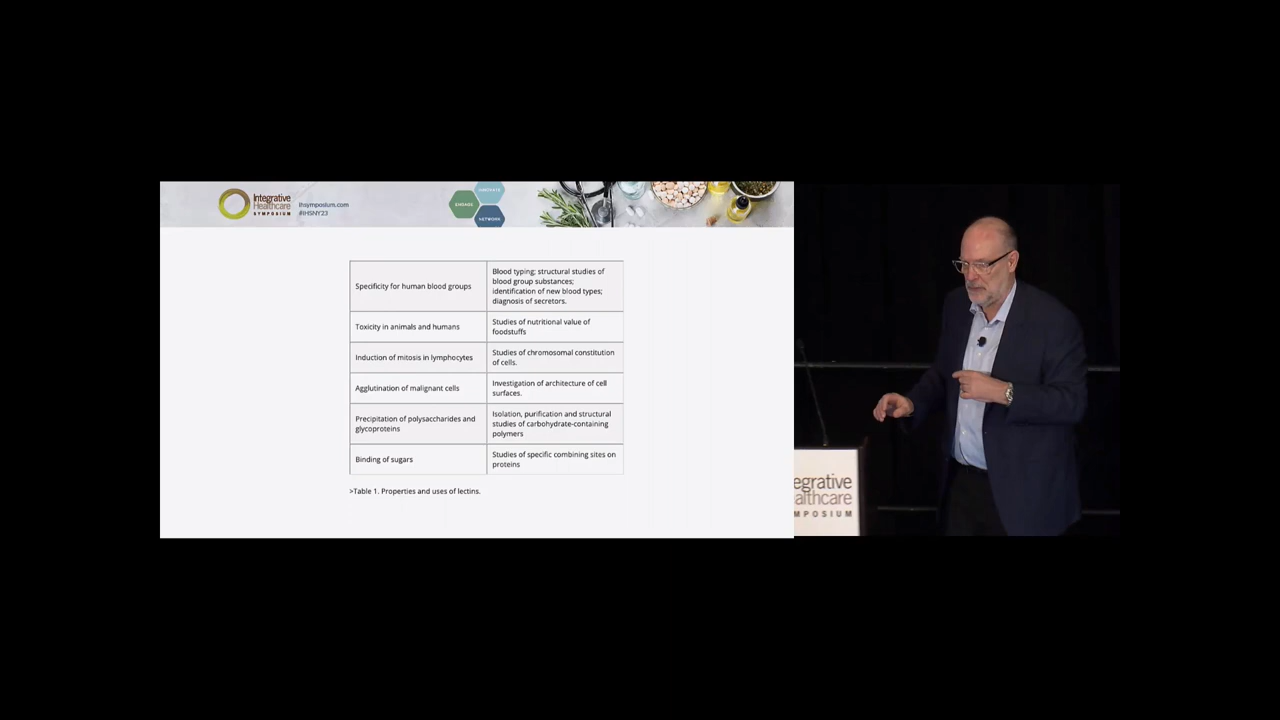 Integrative
Healthcare
SYMPOSIUM
ihsymposium.com
#IHSNY23
INNOVATE
ENGAGE
NETWORK
Specificity for human blood groups
Blood typing; structural studies of
blood group substances;
identification of new blood types;
diagnosis of secretors.
Toxicity in animals and humans
Studies of nutritional value of
foodstuffs
Induction of mitosis in lymphocytes
Studies of chromosomal constitution
of cells.
Agglutination of malignant cells
Investigation of architecture of cell
surfaces.
Precipitation of polysaccharides and
glycoproteins
Isolation, purification and structural
studies of carbohydrate-containing
polymers
Binding of sugars
Studies of specific combining sites on
proteins
>Table 1. Properties and uses of lectins.
egrative
althcare
MPOSIUM